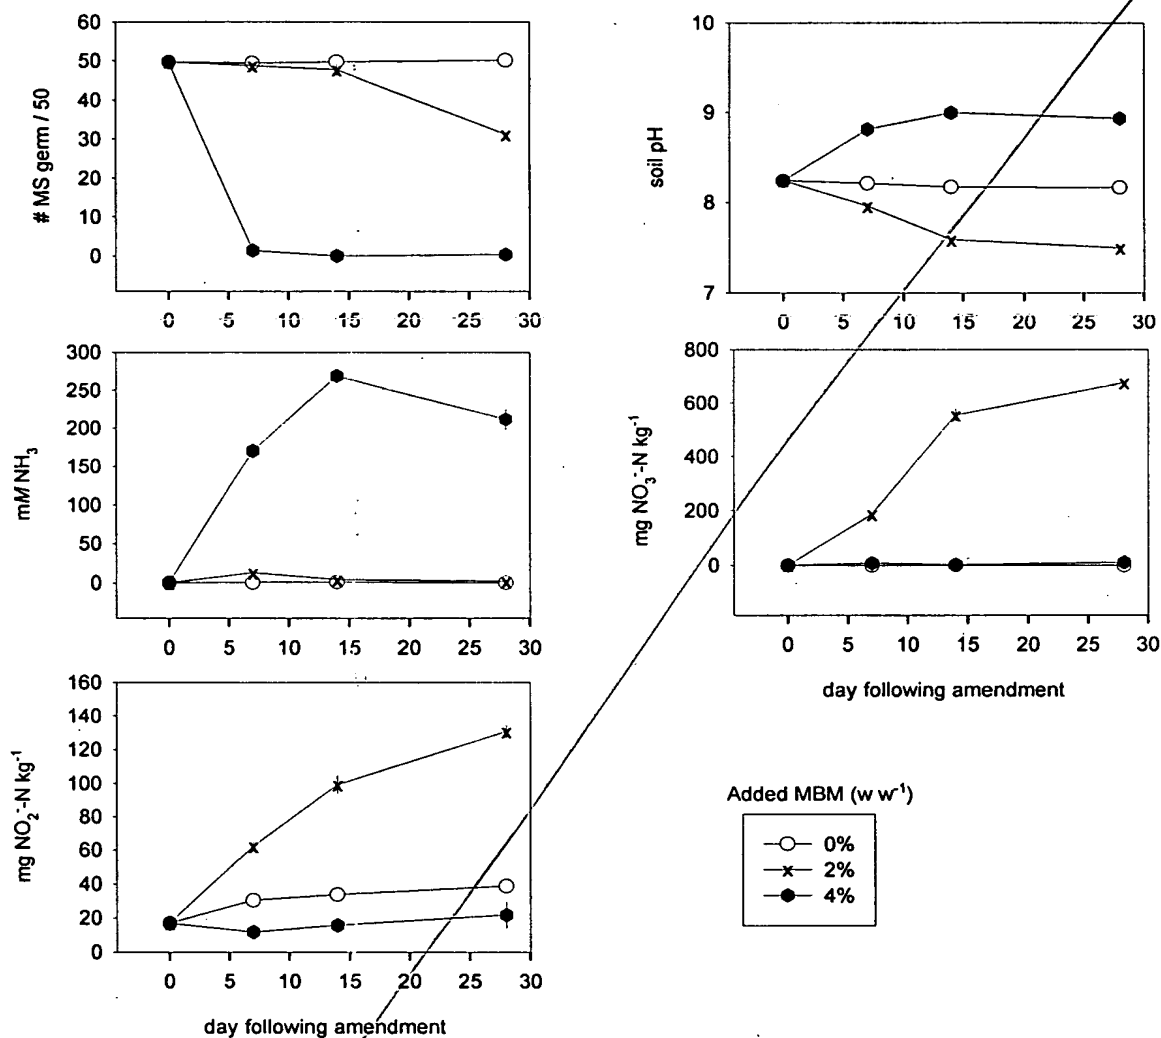 # MS germ / 50
60
50
40
30
20
10
0
0 5 10 15 20 25 30
soil pH
10
9
8
7
0 5 10 15 20 25 30
mM NH₃
300
250
200
150
100
50
0
0 5 10 15 20 25 30
mg NO₃⁻-N kg⁻¹
800
600
400
200
0
0 5 10 15 20 25 30
day following amendment
mg NO₂⁻-N kg⁻¹
160
140
120
100
80
60
40
20
0
0 5 10 15 20 25 30
day following amendment
Added MBM (w w⁻¹)
0%
2%
4%